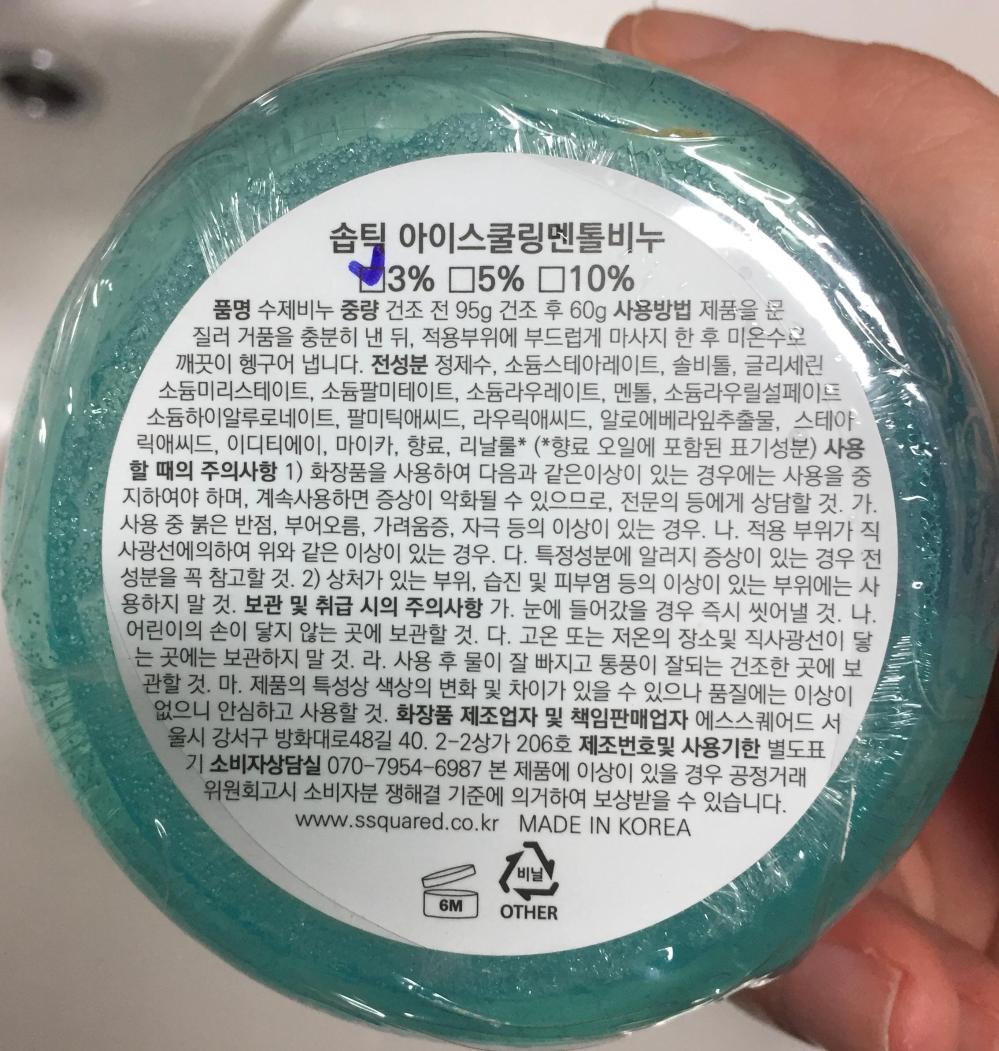 솝틱 아이스쿨링멘톨비누
☐3% ☐5% ☐10%
품명 수제비누 중량 건조 전 95g 건조 후 60g 사용방법 제품을 문
질러 거품을 충분히 낸 뒤, 적용부위에 부드럽게 마사지 한 후 미온수로
깨끗이 헹구어 냅니다. 전성분 정제수, 소듐스테아레이트, 솔비톨, 글리세린
소듐미리스테이트, 소듐팔미테이트, 소듐라우레이트, 멘톨, 소듐라우릴설페이트
소듐하이알루로네이트, 팔미틱애씨드, 라우릭애씨드, 알로에베라잎추출물, 스테아
릭애씨드, 이디티에이, 마이카, 향료, 리날룰* (*향료 오일에 포함된 표기성분) 사용
할 때의 주의사항 1) 화장품을 사용하여 다음과 같은이상이 있는 경우에는 사용을 중
지하여야 하며, 계속사용하면 증상이 악화될 수 있으므로, 전문의 등에게 상담할 것. 가.
사용 중 붉은 반점, 부어오름, 가려움증, 자극 등의 이상이 있는 경우. 나. 적용 부위가 직
사광선에의하여 위와 같은 이상이 있는 경우. 다. 특정성분에 알러지 증상이 있는 경우 전
성분을 꼭 참고할 것. 2) 상처가 있는 부위, 습진 및 피부염 등의 이상이 있는 부위에는 사
용하지 말 것. 보관 및 취급 시의 주의사항 가. 눈에 들어갔을 경우 즉시 씻어낼 것. 나.
어린이의 손이 닿지 않는 곳에 보관할 것. 다. 고온 또는 저온의 장소및 직사광선이 닿
는 곳에는 보관하지 말 것. 라. 사용 후 물이 잘 빠지고 통풍이 잘되는 건조한 곳에 보
관할 것. 마. 제품의 특성상 색상의 변화 및 차이가 있을 수 있으나 품질에는 이상이
없으니 안심하고 사용할 것. 화장품 제조업자 및 책임판매업자 에스스퀘어드 서
울시 강서구 방화대로48길 40. 2-2상가 206호 제조번호및 사용기한 별도표
기 소비자상담실 070-7954-6987 본 제품에 이상이 있을 경우 공정거래
위원회고시 소비자분 쟁해결 기준에 의거하여 보상받을 수 있습니다.
www.ssquared.co.kr MADE IN KOREA
6M
비닐
OTHER